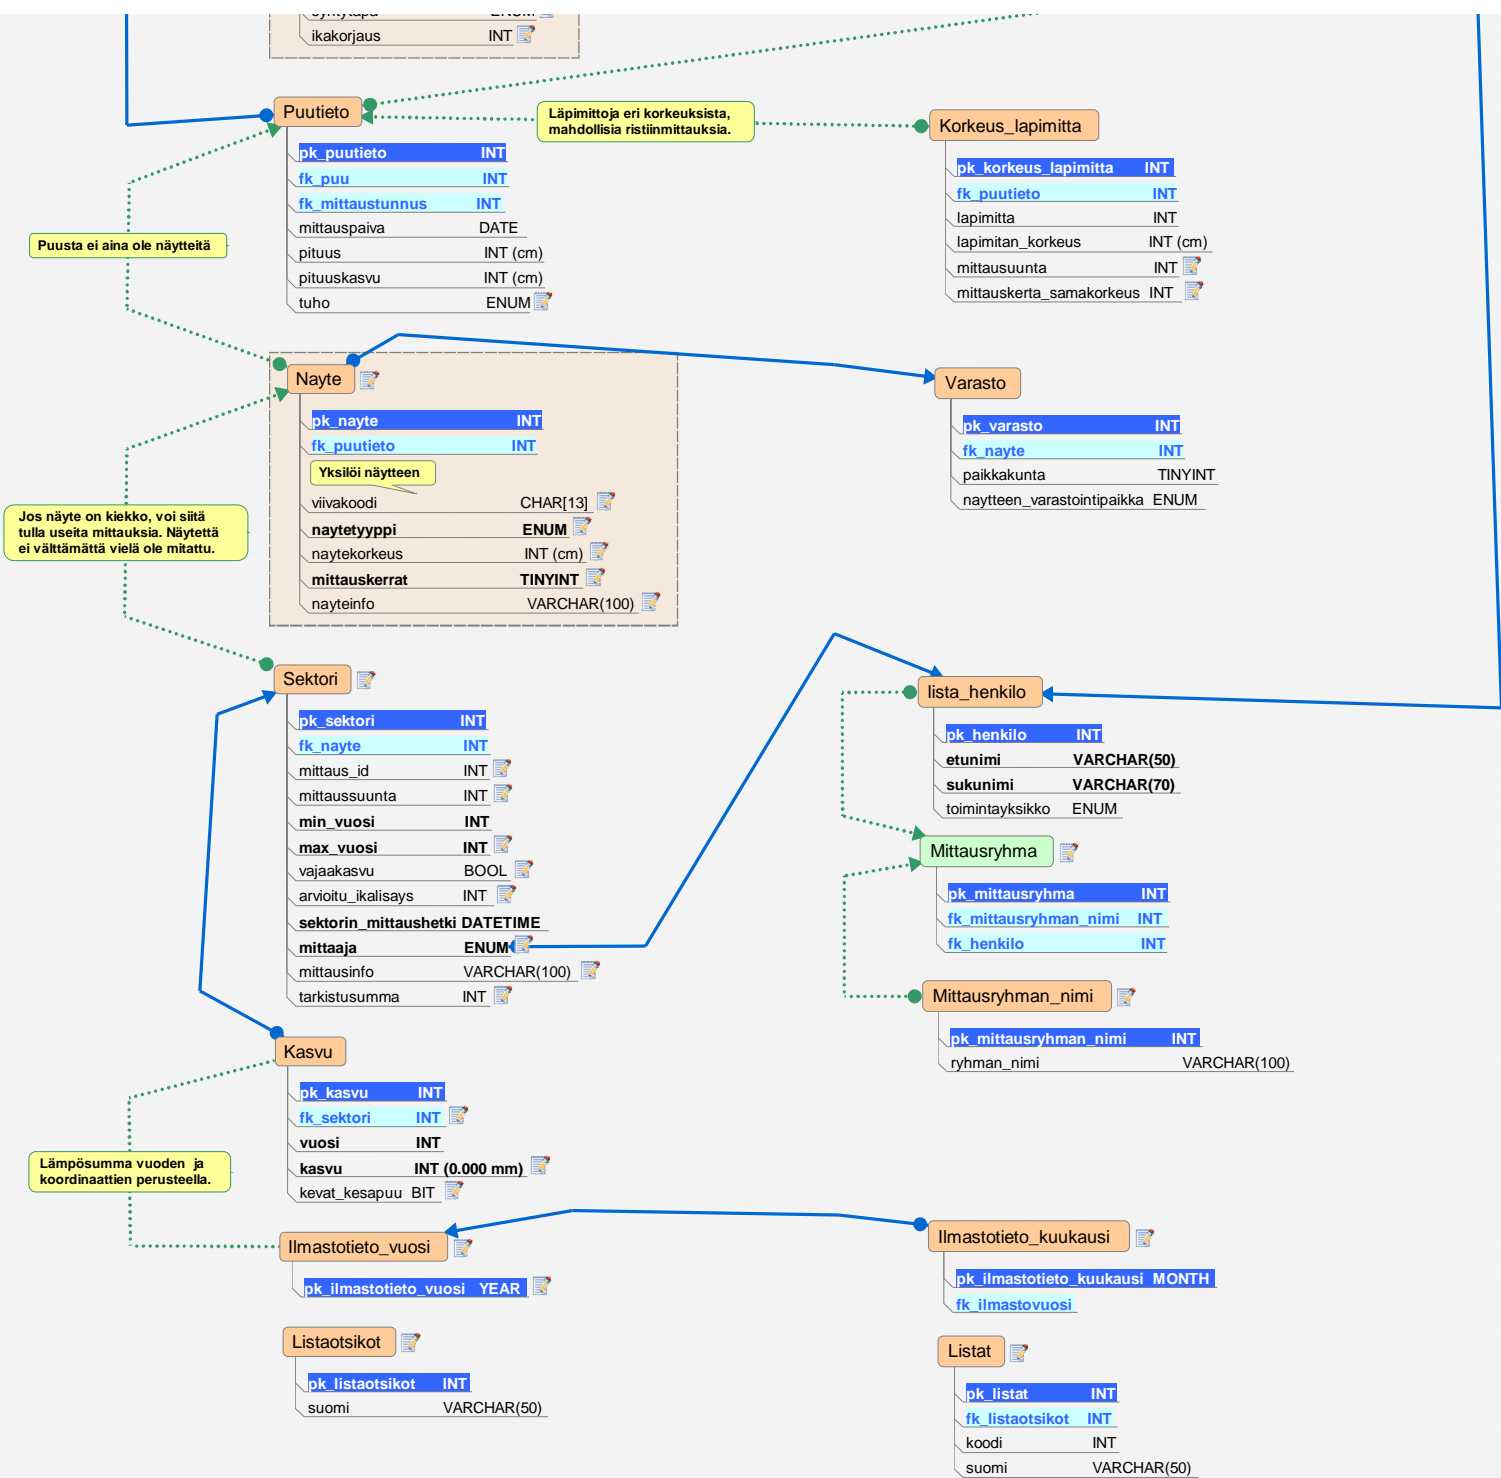 ikakorjaus INT
Puutieto
pk_puutieto INT
fk_puu INT
fk_mittaustunnus INT
mittauspaiva DATE
pituus INT (cm)
pituuskasvu INT (cm)
tuho ENUM
Läpimittoja eri korkeuksista,
mahdollisia ristiinmittauksia.
Korkeus_lapimitta
pk_korkeus_lapimitta INT
fk_puutieto INT
lapimitta INT
lapimitan_korkeus INT (cm)
mittausuunta INT
mittauskerta_samakorkeus INT
Puusta ei aina ole näytteitä
Nayte
pk_nayte INT
fk_puutieto INT
Yksilöi näytteen
viivakoodi CHAR[13]
naytetyyppi ENUM
naytekorkeus INT (cm)
mittauskerrat TINYINT
nayteinfo VARCHAR(100)
Varasto
pk_varasto INT
fk_nayte INT
paikkakunta TINYINT
naytteen_varastointipaikka ENUM
Jos näyte on kiekko, voi siitä
tulla useita mittauksia. Näytettä
ei välttämättä vielä ole mitattu.
Sektori
pk_sektori INT
fk_nayte INT
mittaus_id INT
mittaussuunta INT
min_vuosi INT
max_vuosi INT
vajaakasvu BOOL
arvioitu_ikalisays INT
sektorin_mittaushetki DATETIME
mittaaja ENUM
mittausinfo VARCHAR(100)
tarkistusumma INT
lista_henkilo
pk_henkilo INT
etunimi VARCHAR(50)
sukunimi VARCHAR(70)
toimintayksikko ENUM
Mittausryhma
pk_mittausryhma INT
fk_mittausryhman_nimi INT
fk_henkilo INT
Mittausryhman_nimi
pk_mittausryhman_nimi INT
ryhman_nimi VARCHAR(100)
Kasvu
pk_kasvu INT
fk_sektori INT
vuosi INT
kasvu INT (0.000 mm)
kevat_kesapuu BIT
Lämpösumma vuoden ja
koordinaattien perusteella.
Ilmastotieto_vuosi
pk_ilmastotieto_vuosi YEAR
Ilmastotieto_kuukausi
pk_ilmastotieto_kuukausi MONTH
fk_ilmastovuosi
Listaotsikot
pk_listaotsikot INT
suomi VARCHAR(50)
Listat
pk_listat INT
fk_listaotsikot INT
koodi INT
suomi VARCHAR(50)